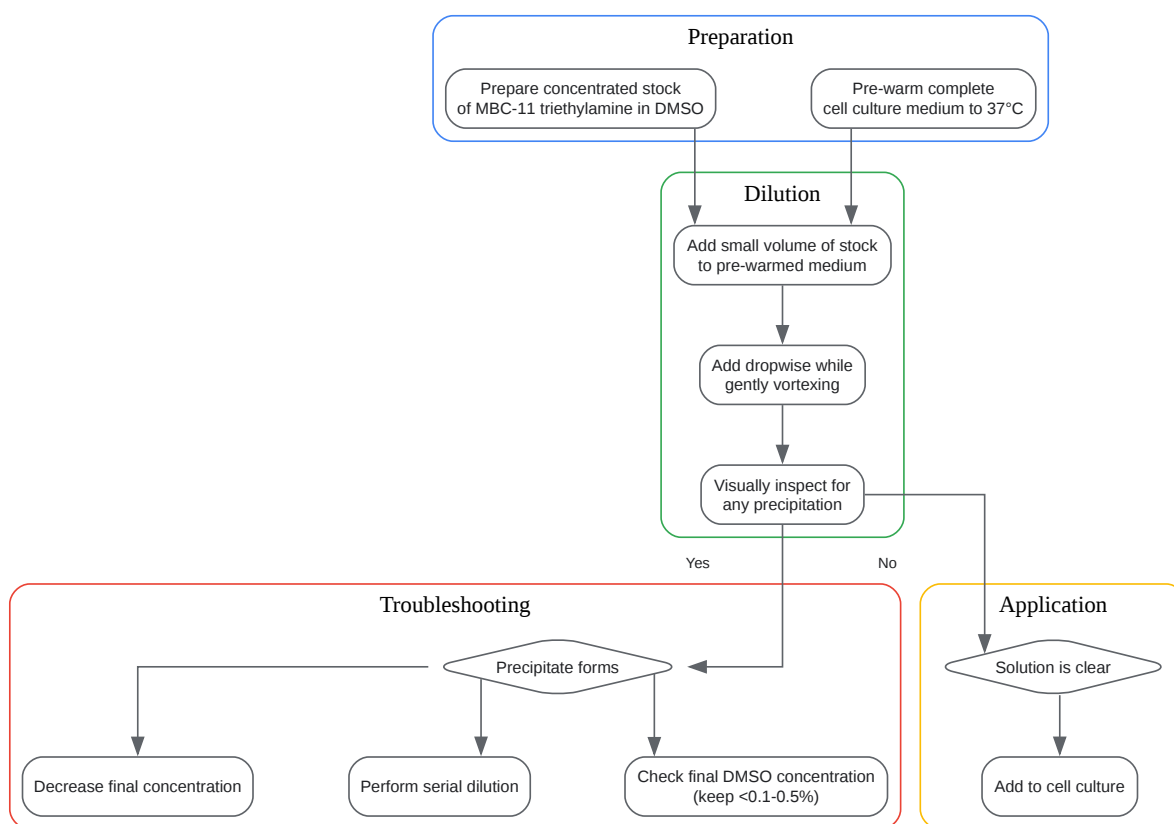 Preparation
Prepare concentrated stock
of MBC-11 triethylamine in DMSO
Pre-warm complete
cell culture medium to 37°C
Dilution
Add small volume of stock
to pre-warmed medium
Add dropwise while
gently vortexing
Visually inspect for
any precipitation
Yes
No
Troubleshooting
Precipitate forms
Decrease final concentration
Perform serial dilution
Check final DMSO concentration
(keep <0.1-0.5%)
Application
Solution is clear
Add to cell culture